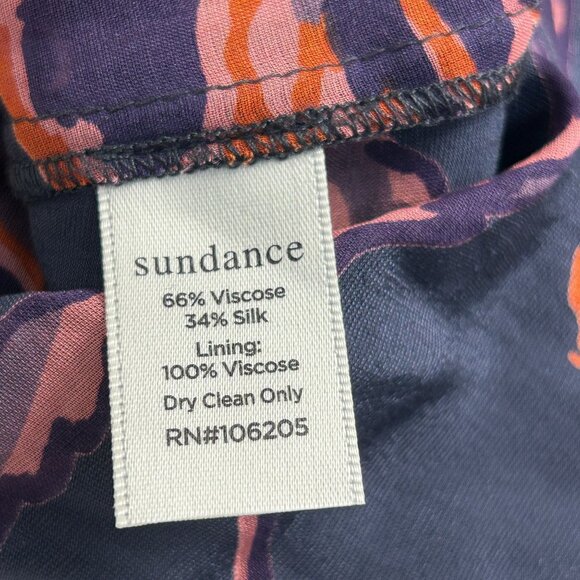 sundance
66% Viscose
34% Silk
Lining:
100% Viscose
Dry Clean Only
RN#106205